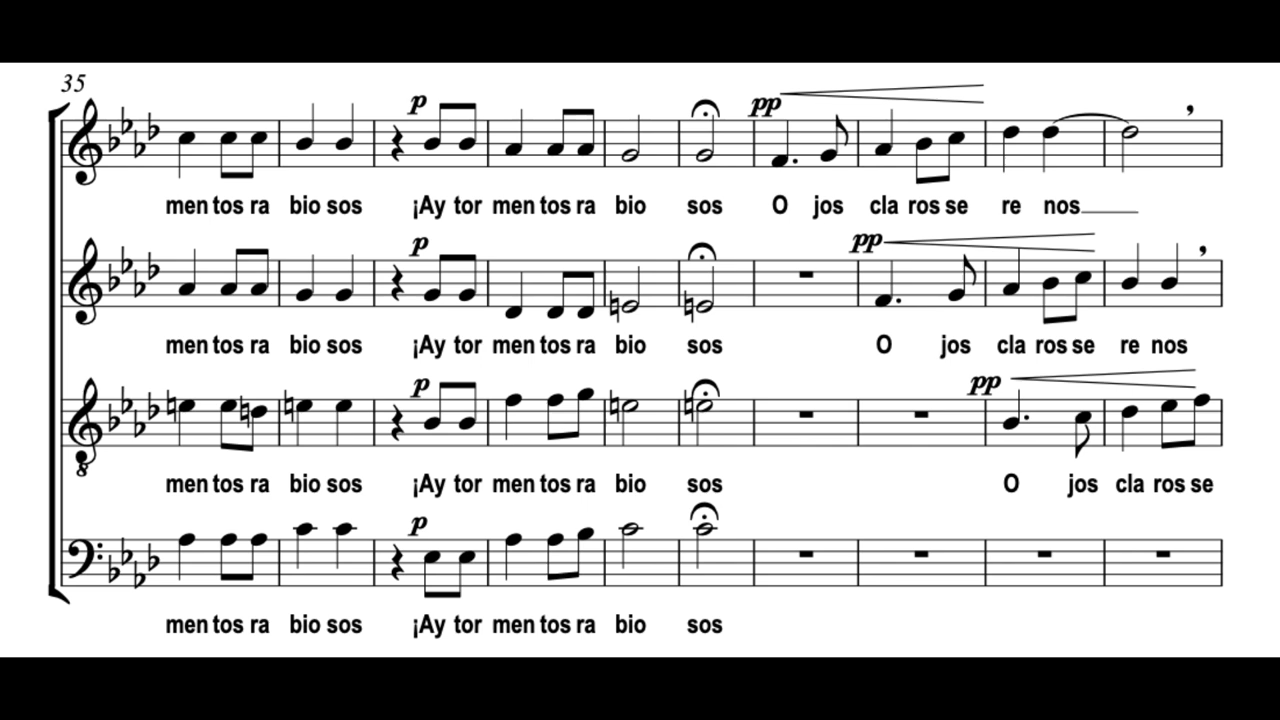 35
p
pp
men tos ra bio sos ¡Ay tor men tos ra bio sos O jos cla ros se re nos
p
pp
men tos ra bio sos ¡Ay tor men tos ra bio sos O jos cla ros se re nos
p
pp
8
men tos ra bio sos ¡Ay tor men tos ra bio sos O jos cla ros se
p
men tos ra bio sos ¡Ay tor men tos ra bio sos